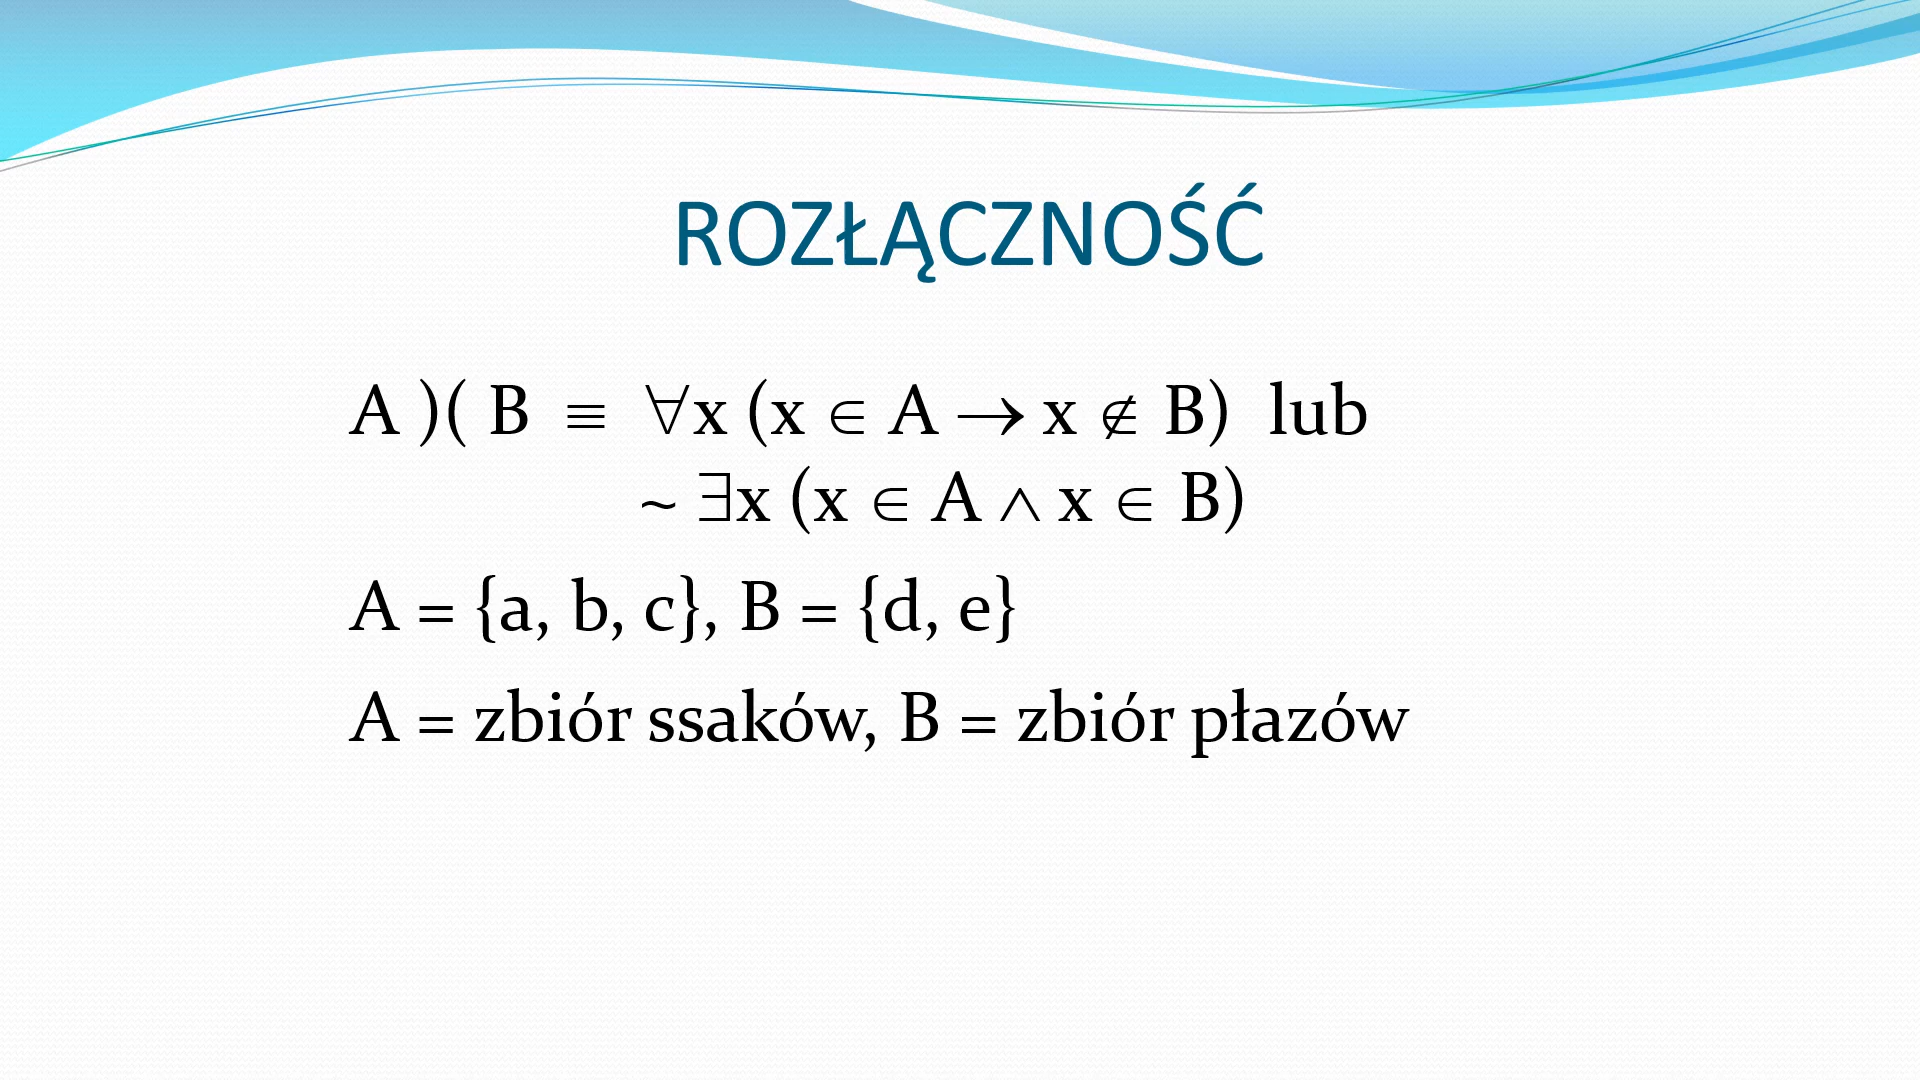 ROZŁĄCZNOŚĆ
A )( B ≡ ∀x (x ∈ A → x ∉ B) lub
~ ∃x (x ∈ A ∧ x ∈ B)
A = {a, b, c}, B = {d, e}
A = zbiór ssaków, B = zbiór płazów